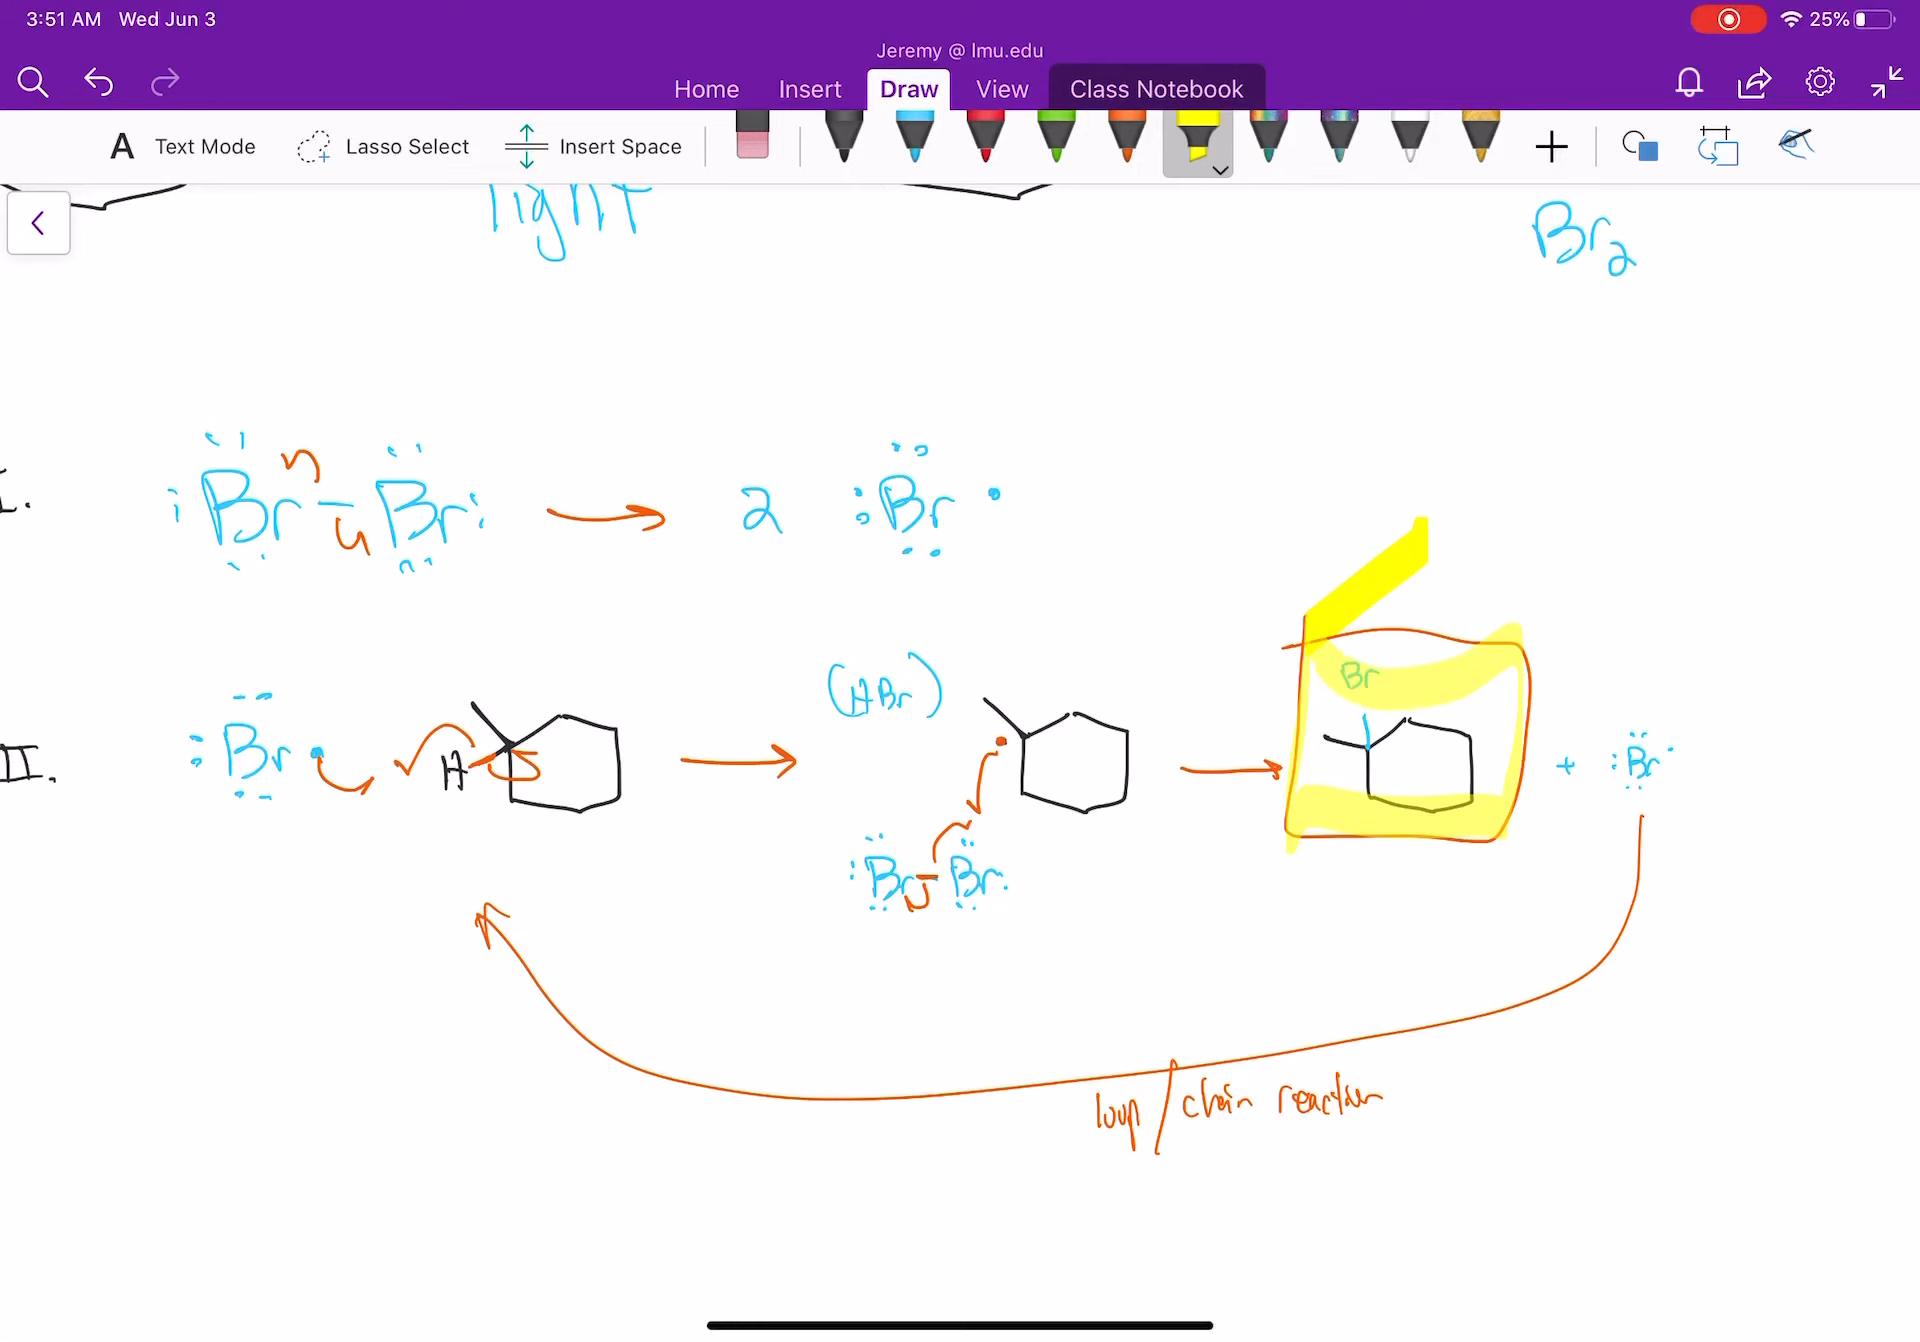 3:51 AM Wed Jun 3
25%
Jeremy @ lmu.edu
Home Insert Draw View Class Notebook
A Text Mode Lasso Select Insert Space
light
Br2
I. Br - Br → 2 Br •
(HBr)
Br
II. Br • H → → + Br •
Br - Br
loop / chain reaction